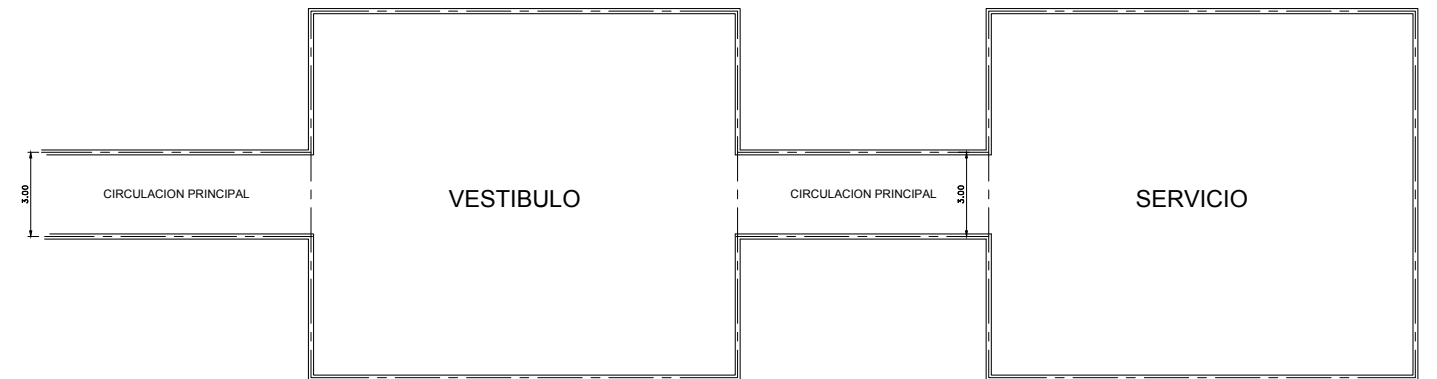 3.00
CIRCULACION PRINCIPAL
VESTIBULO
CIRCULACION PRINCIPAL
3.00
SERVICIO